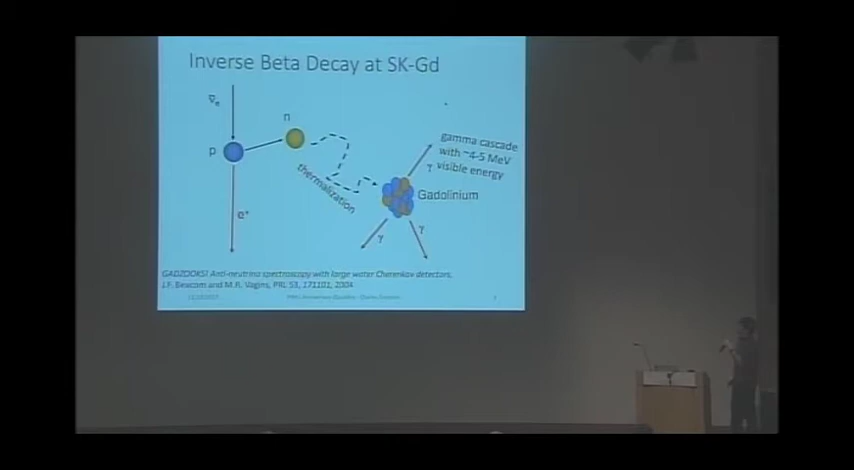 Inverse Beta Decay at SK-Gd
ν̄e
n
p
gamma cascade
with ~4-5 MeV
γ visible energy
thermalization
Gadolinium
e⁺
γ
γ
GADZOOKS! Anti-neutrino spectroscopy with large water Cherenkov detectors,
J.F. Beacom and M.R. Vagins, PRL 93, 171101, 2004